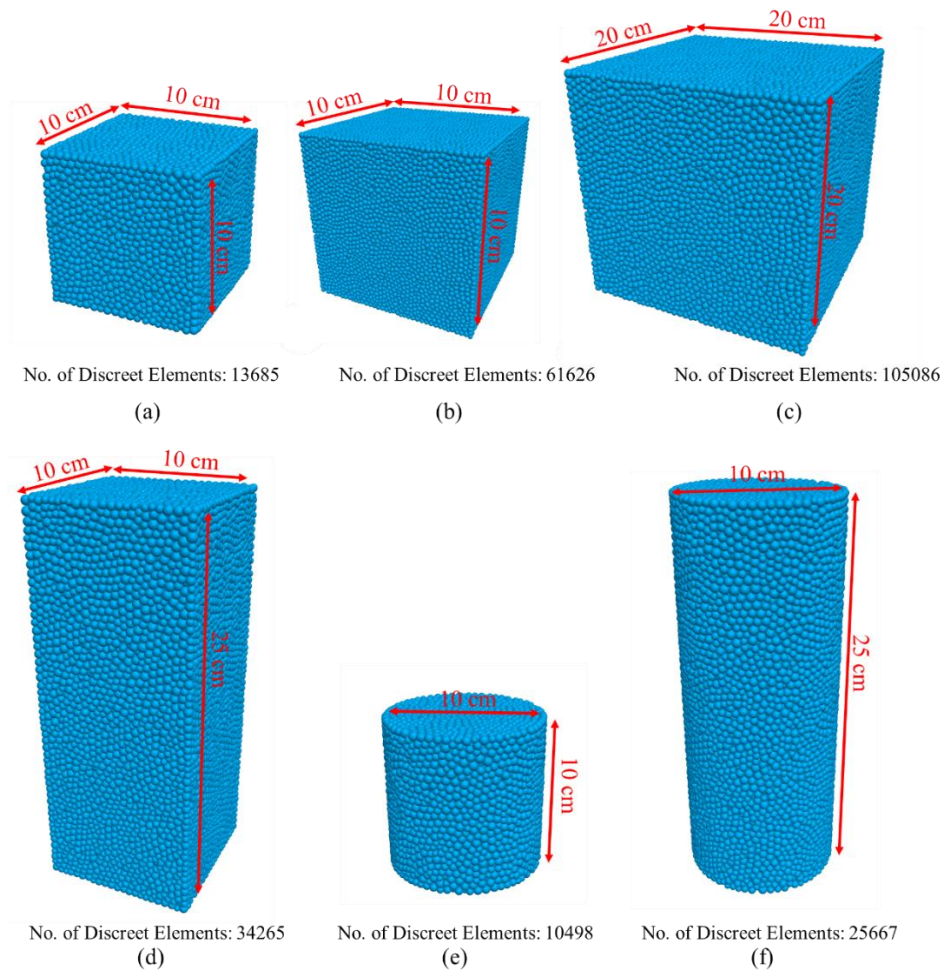 10 cm
10 cm
10 cm
No. of Discreet Elements: 13685
(a)
10 cm
10 cm
10 cm
No. of Discreet Elements: 61626
(b)
20 cm
20 cm
20 cm
No. of Discreet Elements: 105086
(c)
10 cm
10 cm
25 cm
No. of Discreet Elements: 34265
(d)
10 cm
10 cm
No. of Discreet Elements: 10498
(e)
10 cm
25 cm
No. of Discreet Elements: 25667
(f)